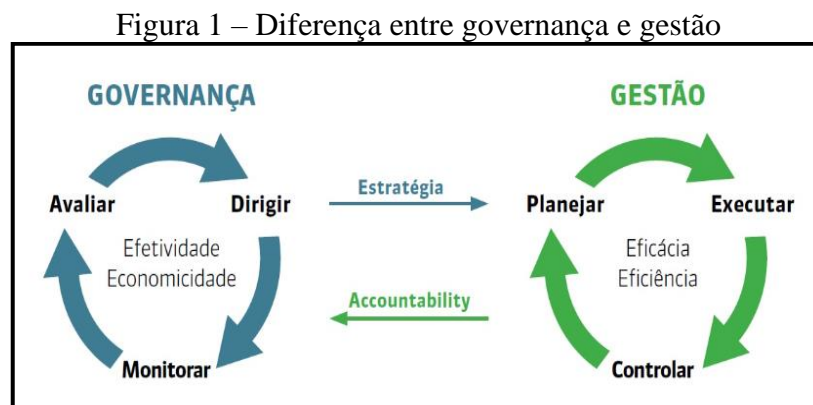 Figura 1 – Diferença entre governança e gestão
GOVERNANÇA
GESTÃO
Avaliar
Dirigir
Estratégia
Planejar
Executar
Efetividade
Economicidade
Eficácia
Eficiência
Accountability
Monitorar
Controlar